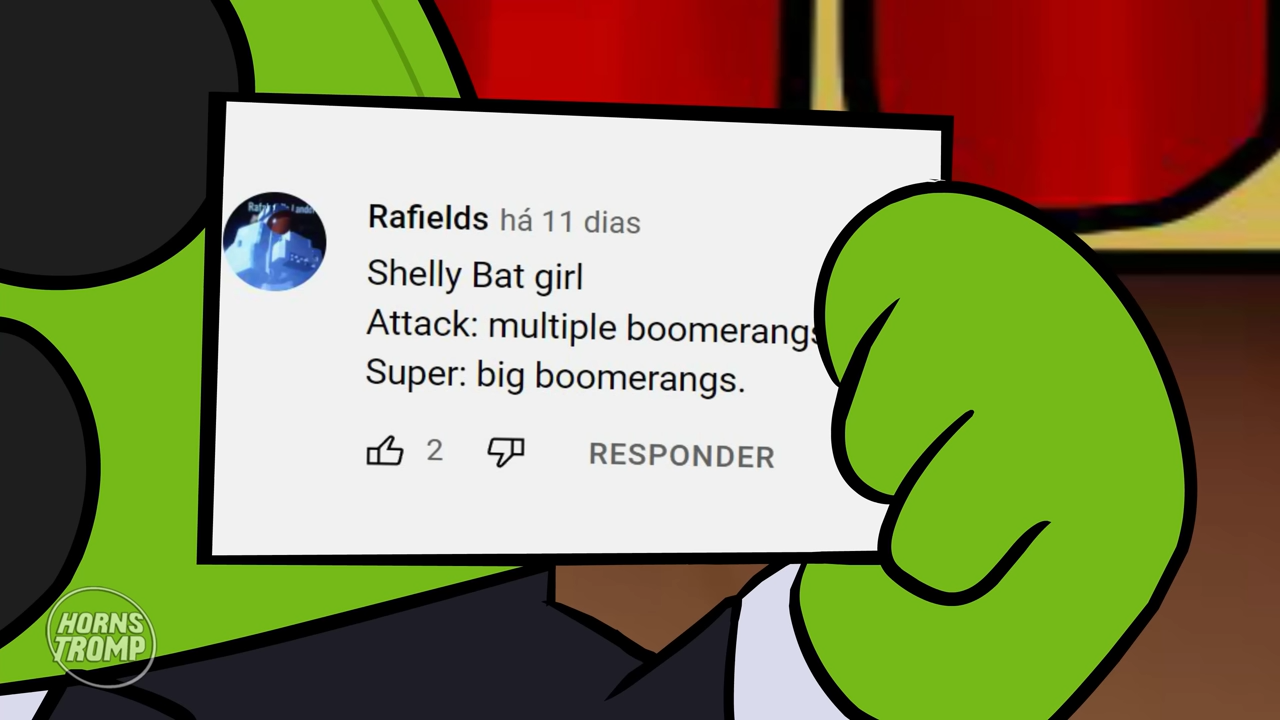 Rafields há 11 dias
Shelly Bat girl
Attack: multiple boomerangs
Super: big boomerangs.
2 RESPONDER
HORNS
TROMP